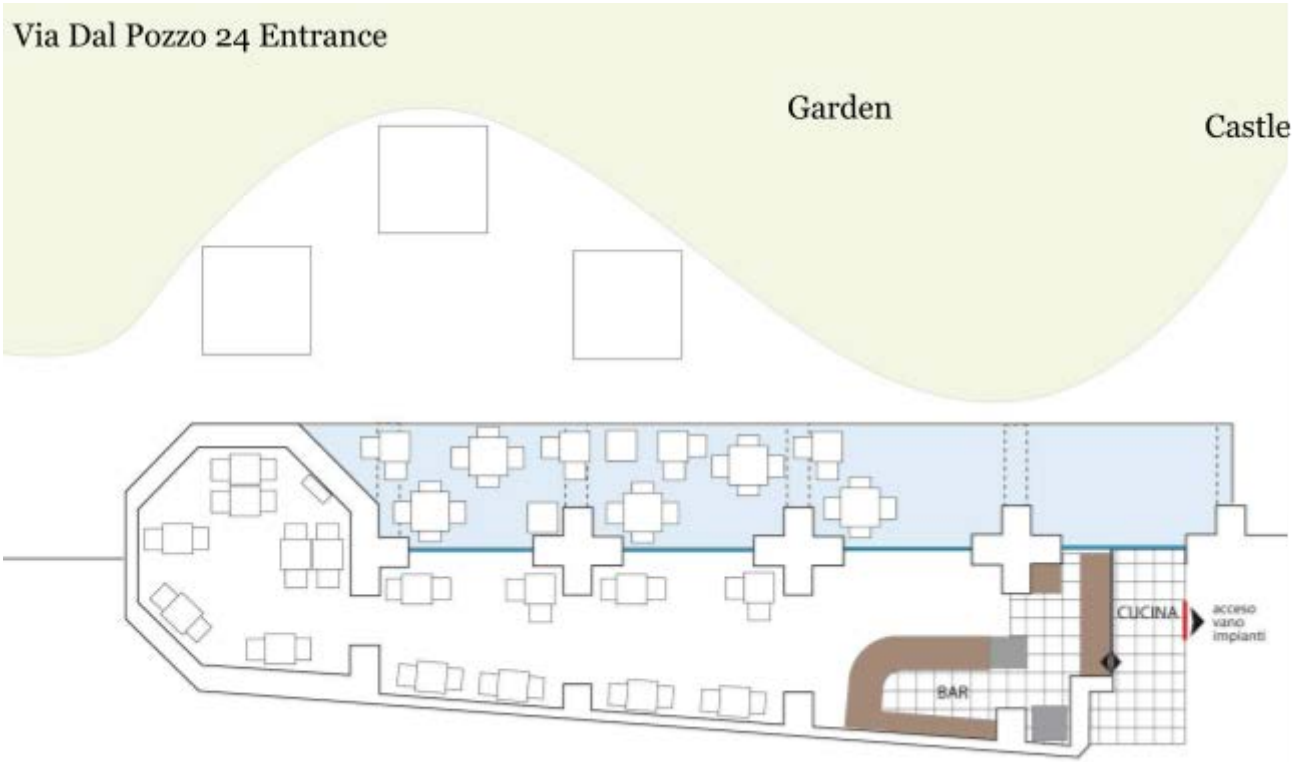 Via Dal Pozzo 24 Entrance
Garden
Castle
CUCINA
acceso
vano
impianti
BAR